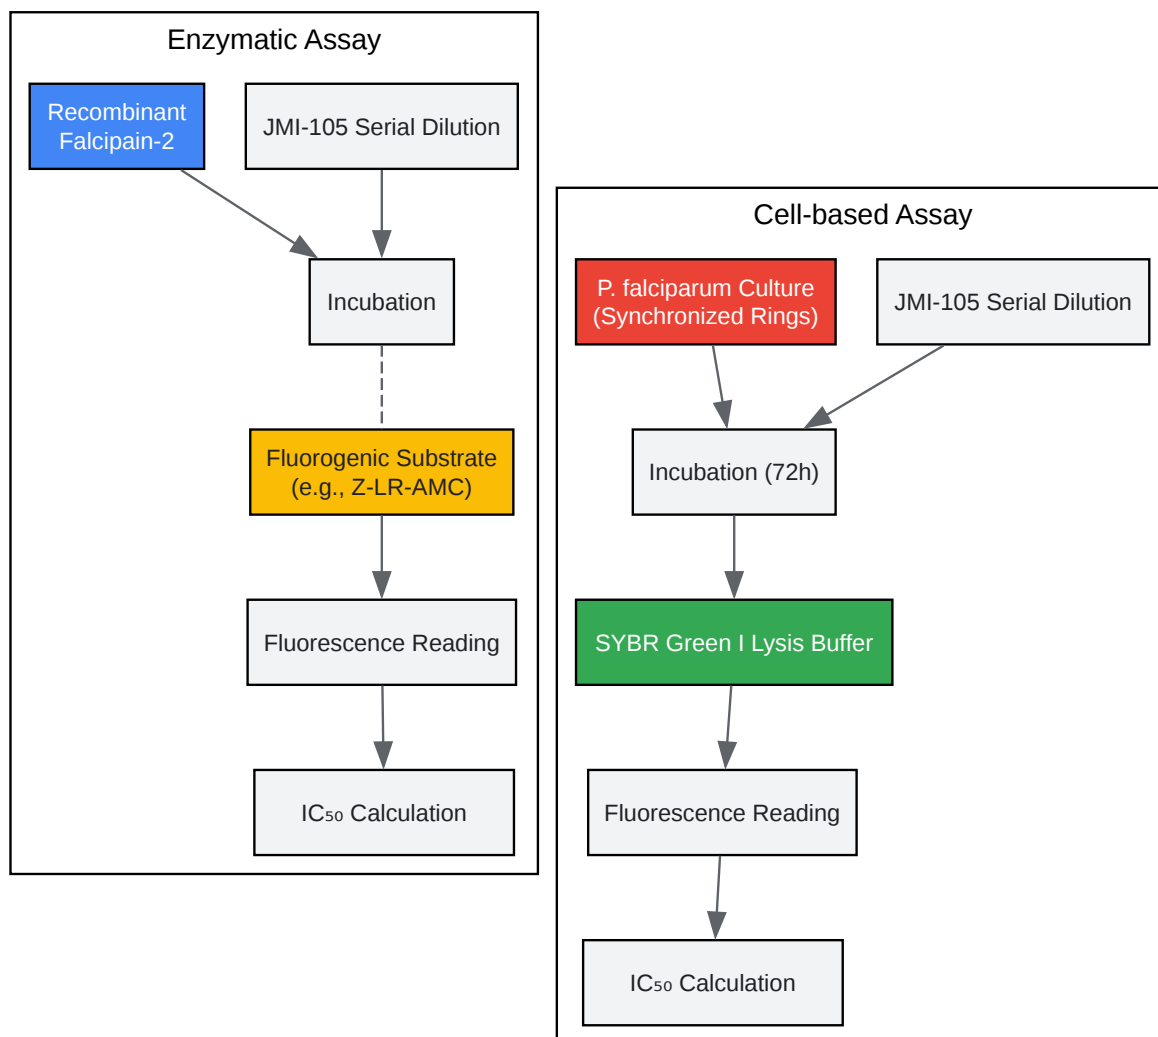 Enzymatic Assay
Recombinant
Falcipain-2
JMI-105 Serial Dilution
Incubation
Fluorogenic Substrate
(e.g., Z-LR-AMC)
Fluorescence Reading
IC₅₀ Calculation
Cell-based Assay
P. falciparum Culture
(Synchronized Rings)
JMI-105 Serial Dilution
Incubation (72h)
SYBR Green I Lysis Buffer
Fluorescence Reading
IC₅₀ Calculation